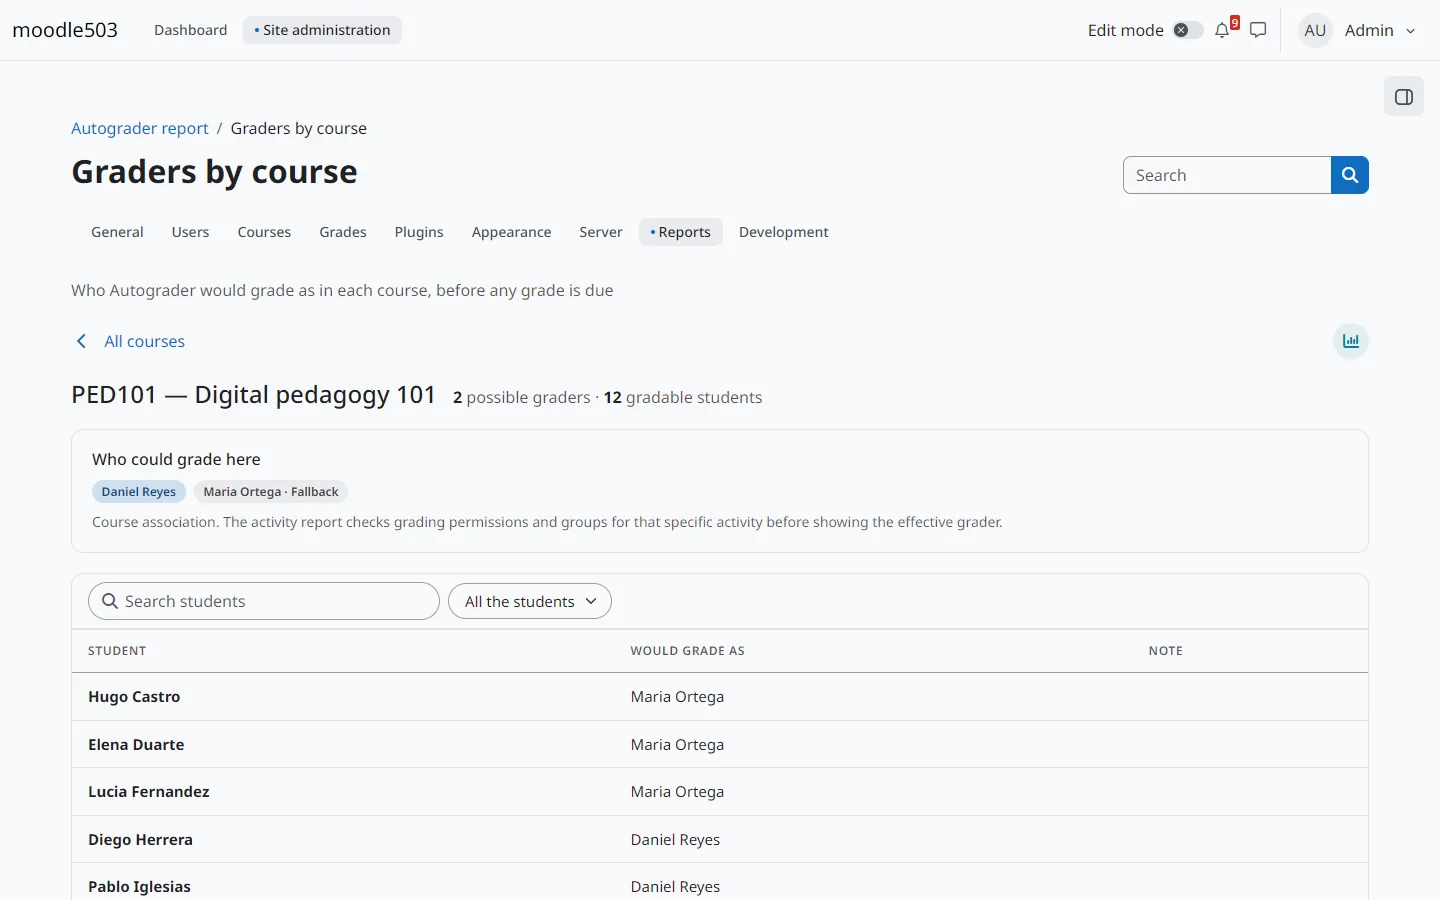 moodle503
Dashboard
Site administration
Edit mode
9
AU
Admin
Autograder report / Graders by course
Graders by course
Search
General
Users
Courses
Grades
Plugins
Appearance
Server
Reports
Development
Who Autograder would grade as in each course, before any grade is due
All courses
PED101 — Digital pedagogy 101
2 possible graders · 12 gradable students
Who could grade here
Daniel Reyes
Maria Ortega · Fallback
Course association. The activity report checks grading permissions and groups for that specific activity before showing the effective grader.
Search students
All the students
STUDENT WOULD GRADE AS NOTE
Hugo Castro Maria Ortega
Elena Duarte Maria Ortega
Lucia Fernandez Maria Ortega
Diego Herrera Daniel Reyes
Pablo Iglesias Daniel Reyes